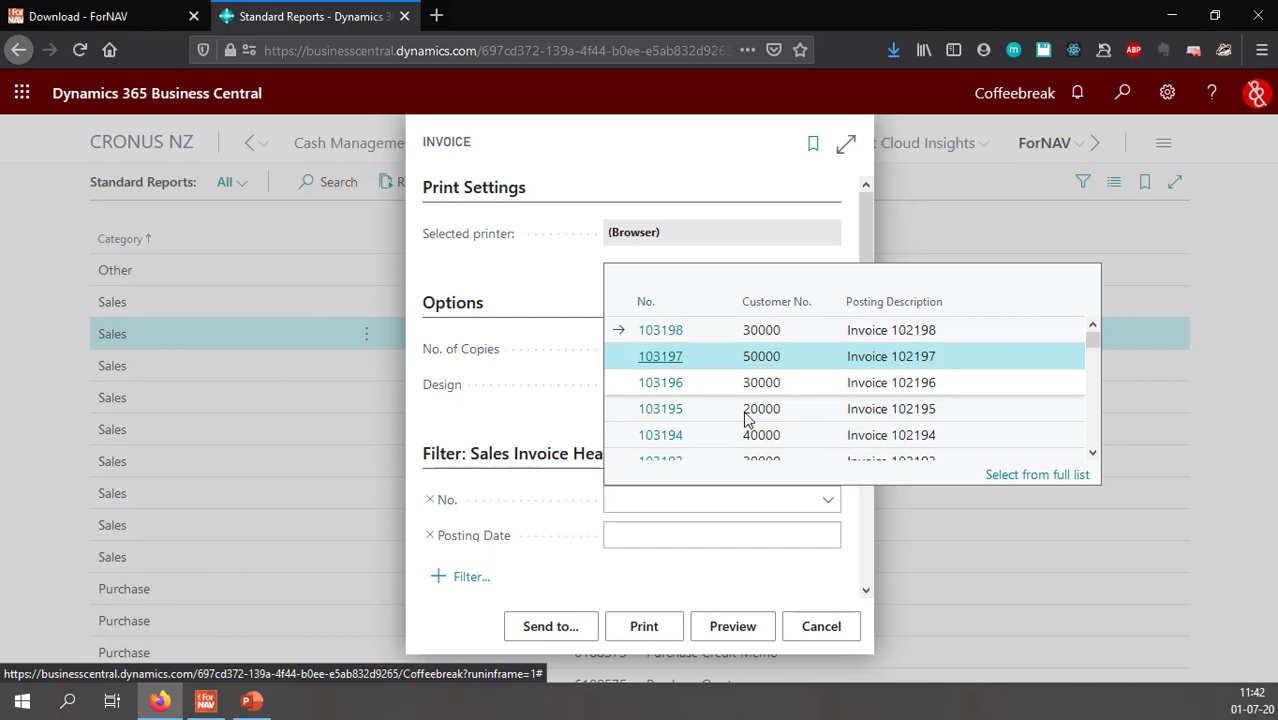 Download - ForNAV
Standard Reports - Dynamics 36
https://businesscentral.dynamics.com/697cd372-139a-4f44-b0ee-e5ab832d9265
ABP
Dynamics 365 Business Central
Coffeebreak
CRONUS NZ
Cash Manageme
t Cloud Insights
ForNAV
Standard Reports:
All
Search
R
Category ↑
Other
Sales
Sales
Sales
Sales
Sales
Sales
Sales
Sales
Sales
Purchase
Purchase
Purchase
INVOICE
Print Settings
Selected printer:
(Browser)
Options
No. of Copies
Design
No.
Customer No.
Posting Description
103198
30000
Invoice 102198
103197
50000
Invoice 102197
103196
30000
Invoice 102196
103195
20000
Invoice 102195
103194
40000
Invoice 102194
Select from full list
Filter: Sales Invoice Hea
No.
Posting Date
Filter...
Send to...
Print
Preview
Cancel
https://businesscentral.dynamics.com/697cd372-139a-4f44-b0ee-e5ab832d9265/Coffeebreak?runinframe=1#
ForNAV
11:42
01-07-20